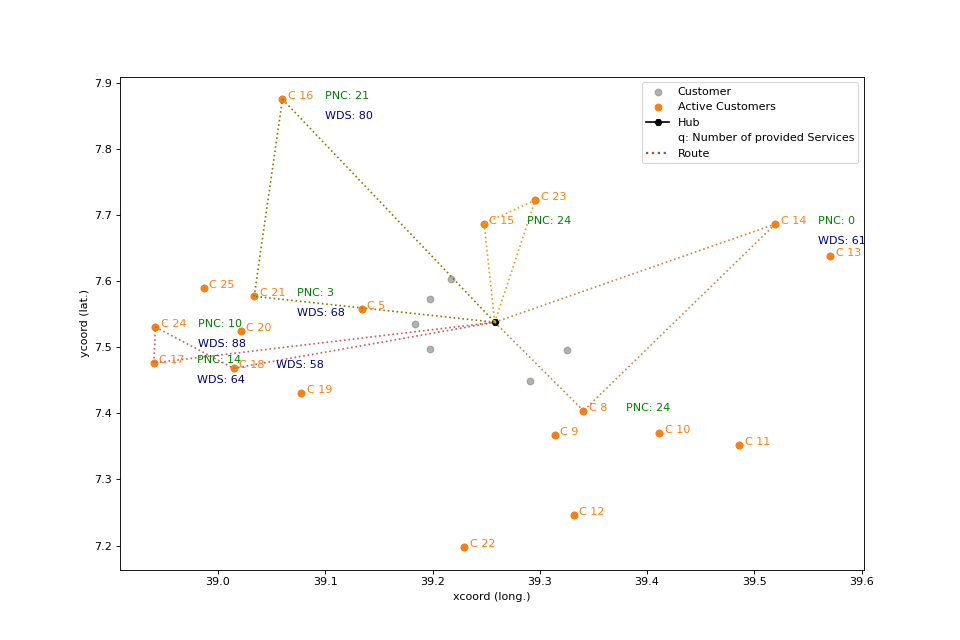 7.9
C 16 PNC: 21
WDS: 80
Customer
Active Customers
Hub
q: Number of provided Services
Route
7.8
C 23
7.7
C 15 PNC: 24
C 14 PNC: 0
WDS: 61
C 13
7.6
C 25
C 21 PNC: 3
WDS: 68
C 5
C 24 PNC: 10
WDS: 88
C 20
7.5
C 17 PNC: 14
WDS: 64
C 18 WDS: 58
C 19
7.4
C 8 PNC: 24
C 9
C 10
C 11
7.3
C 12
C 22
7.2
ycoord (lat.)
39.0 39.1 39.2 39.3 39.4 39.5 39.6
xcoord (long.)